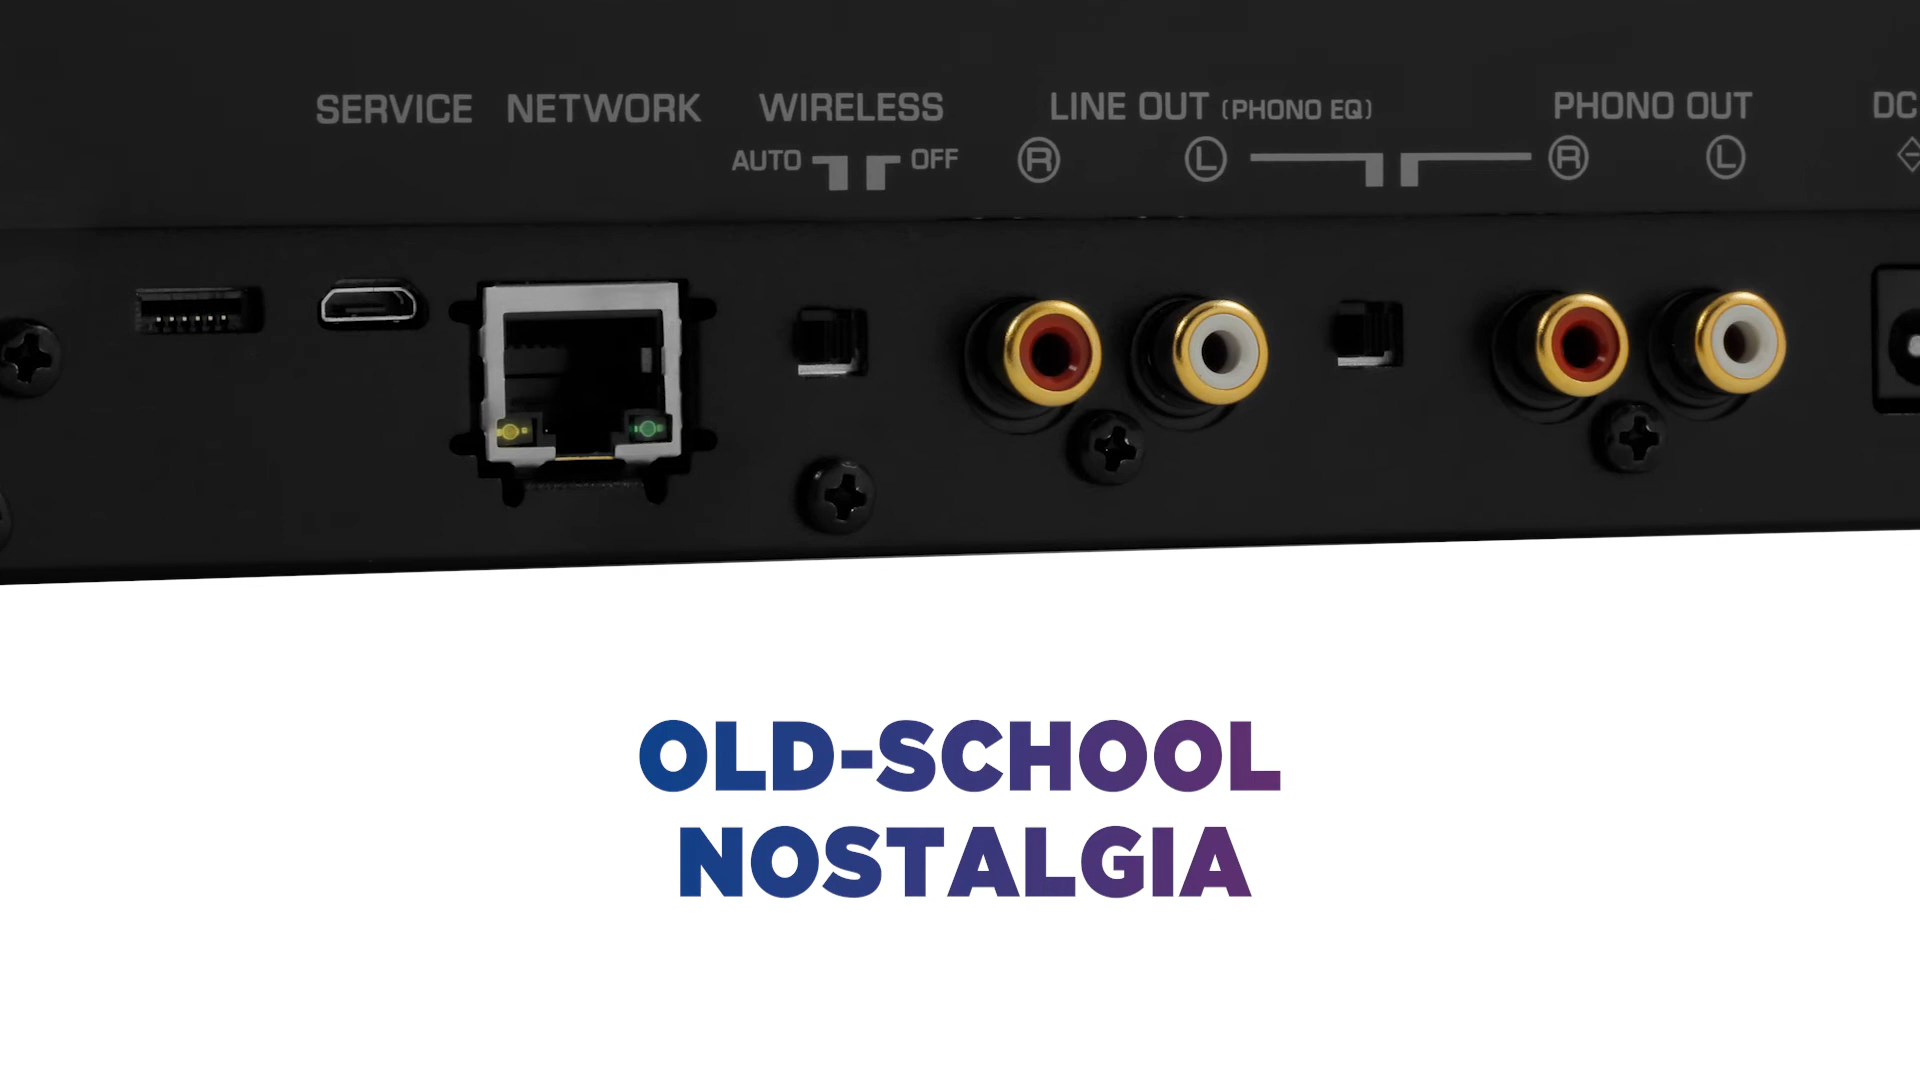 SERVICE NETWORK WIRELESS LINE OUT (PHONO EQ) PHONO OUT DC
AUTO OFF R L R L
OLD-SCHOOL
NOSTALGIA